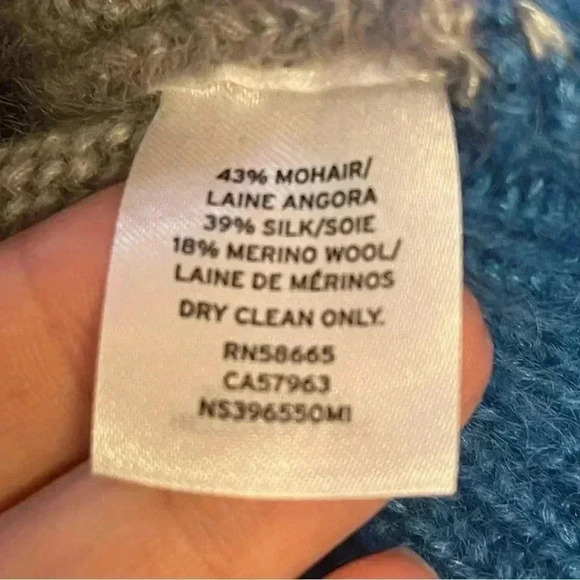 43% MOHAIR/
LAINE ANGORA
39% SILK/SOIE
18% MERINO WOOL/
LAINE DE MÉRINOS
DRY CLEAN ONLY.
RN58665
CA57963
NS396550MI